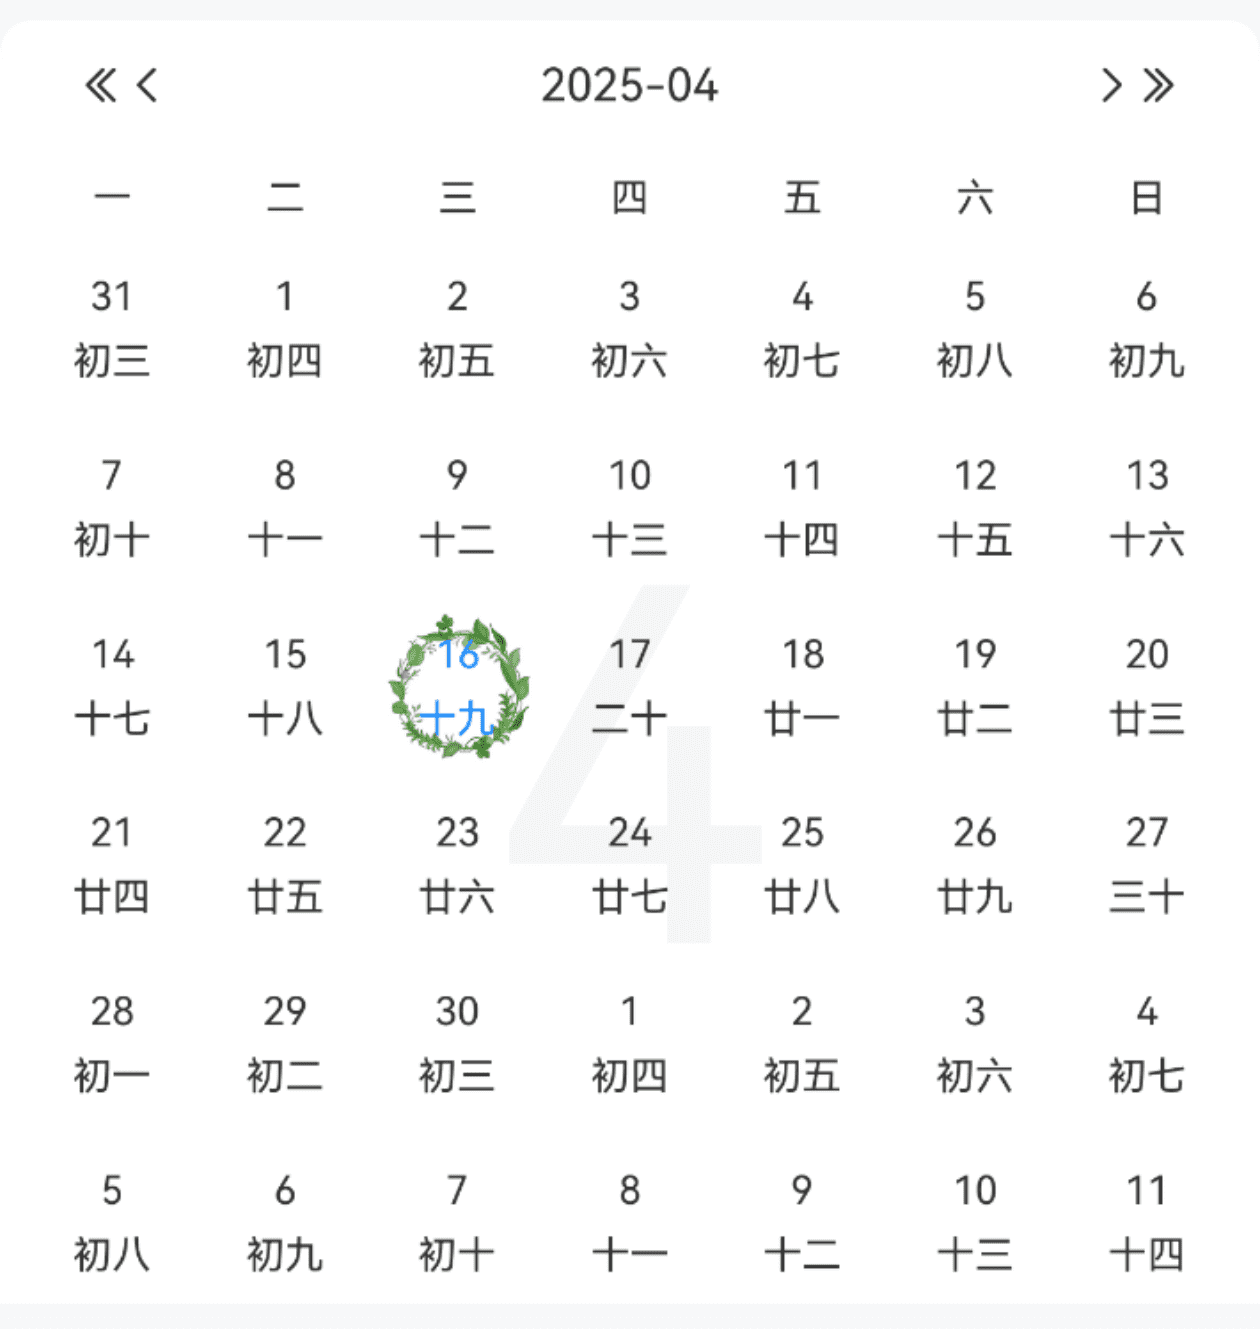 2025-04
一 二 三 四 五 六 日
31 1 2 3 4 5 6
初三 初四 初五 初六 初七 初八 初九
7 8 9 10 11 12 13
初十 十一 十二 十三 十四 十五 十六
14 15 16 17 18 19 20
十七 十八 十九 二十 廿一 廿二 廿三
4
21 22 23 24 25 26 27
廿四 廿五 廿六 廿七 廿八 廿九 三十
28 29 30 1 2 3 4
初一 初二 初三 初四 初五 初六 初七
5 6 7 8 9 10 11
初八 初九 初十 十一 十二 十三 十四